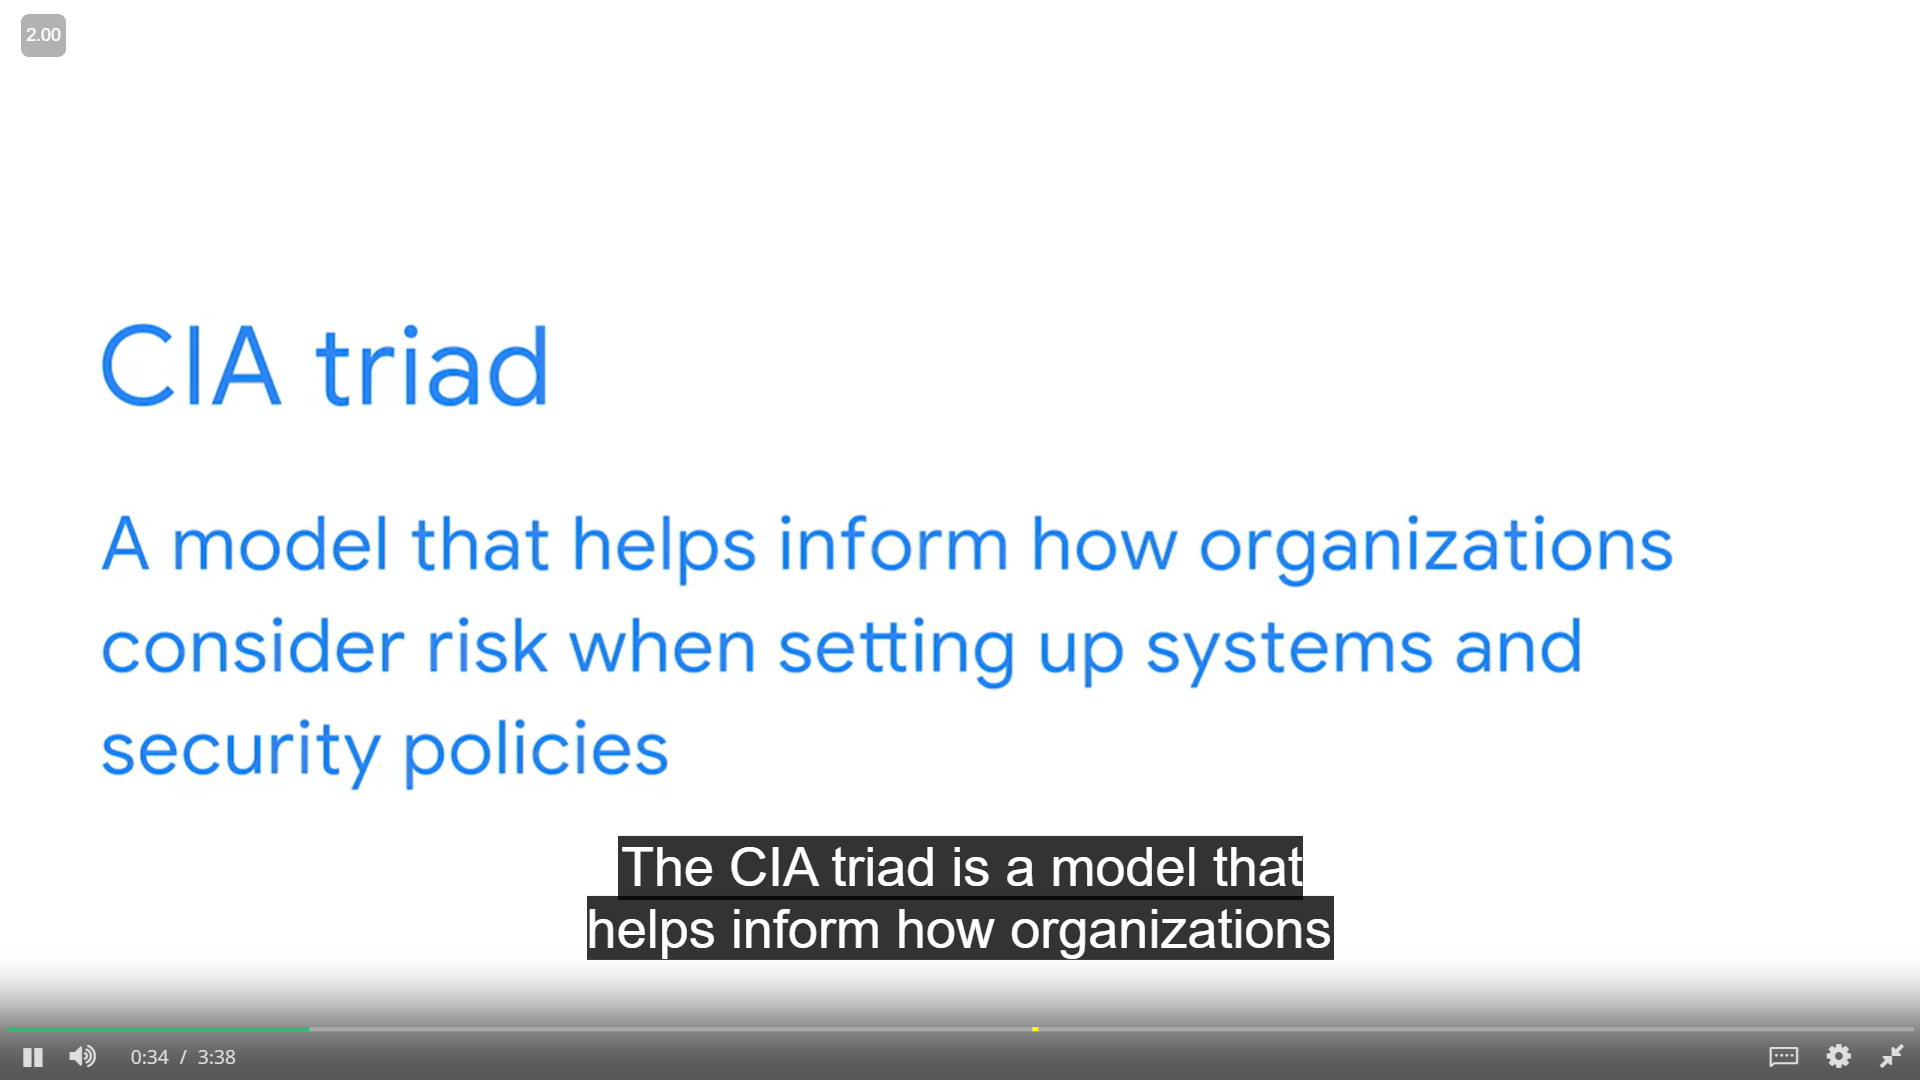 2.00
CIA triad
A model that helps inform how organizations
consider risk when setting up systems and
security policies
The CIA triad is a model that
helps inform how organizations
0:34 / 3:38